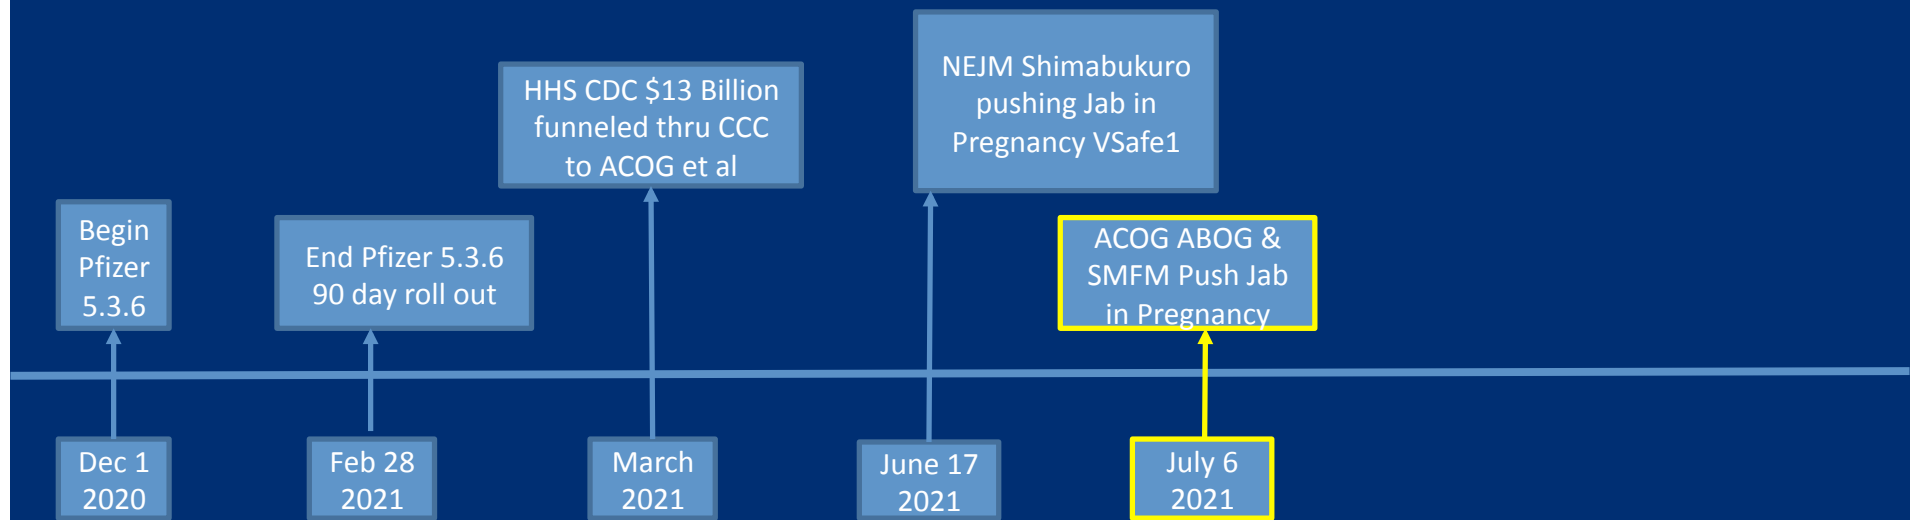 Begin
Pfizer
5.3.6
End Pfizer 5.3.6
90 day roll out
HHS CDC $13 Billion
funneled thru CCC
to ACOG et al
NEJM Shimabukuro
pushing Jab in
Pregnancy VSafe1
ACOG ABOG &
SMFM Push Jab
in Pregnancy
Dec 1
2020
Feb 28
2021
March
2021
June 17
2021
July 6
2021